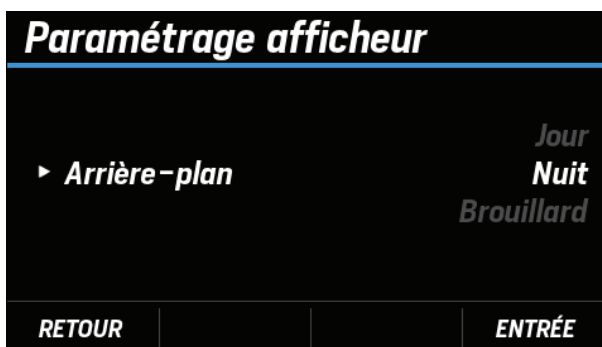 Paramétrage afficheur
Jour
Arrière-plan Nuit
Brouillard
RETOUR ENTRÉE